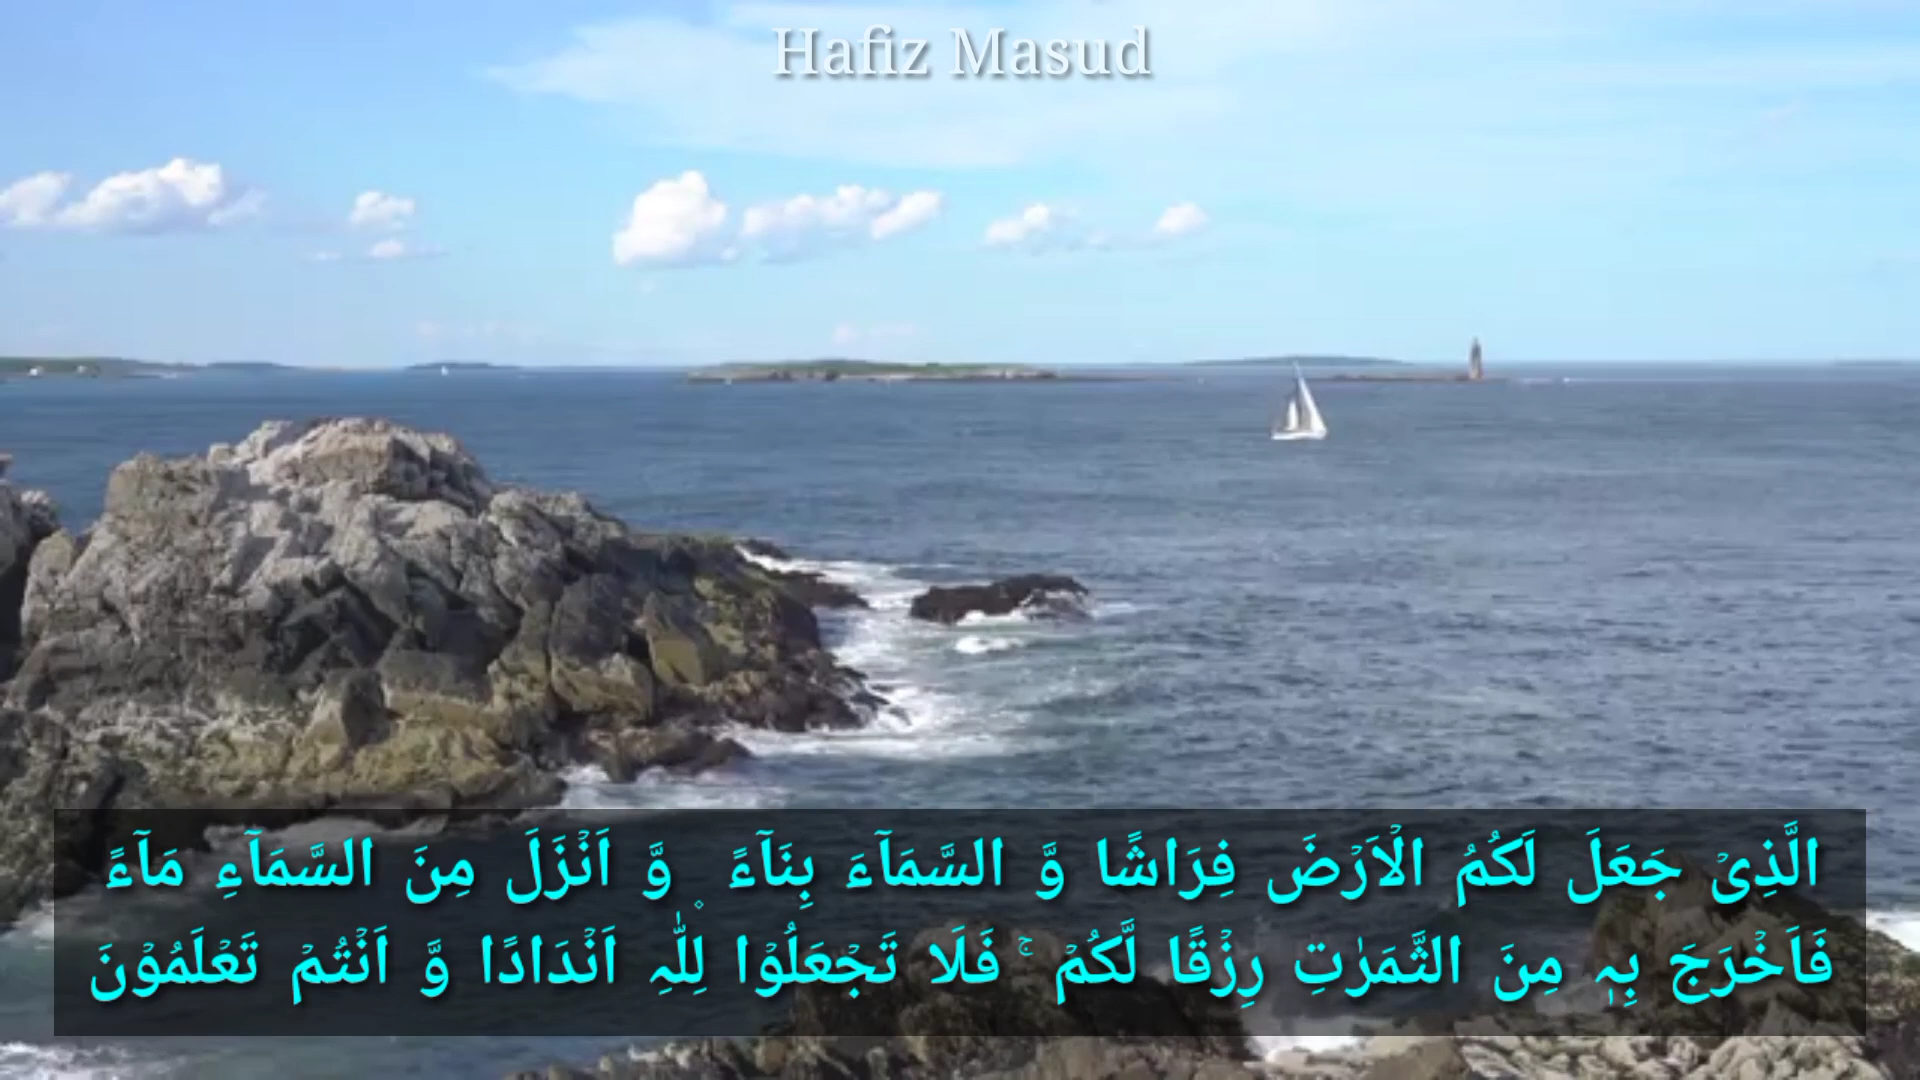 Hafiz Masud
الَّذِیۡ جَعَلَ لَکُمُ الۡاَرۡضَ فِرَاشًا وَّ السَّمَآءَ بِنَآءً ۪ وَّ اَنۡزَلَ مِنَ السَّمَآءِ مَآءً
فَاَخۡرَجَ بِہٖ مِنَ الثَّمَرٰتِ رِزۡقًا لَّکُمۡ ۚ فَلَا تَجۡعَلُوۡا لِلّٰہِ اَنۡدَادًا وَّ اَنۡتُمۡ تَعۡلَمُوۡنَ